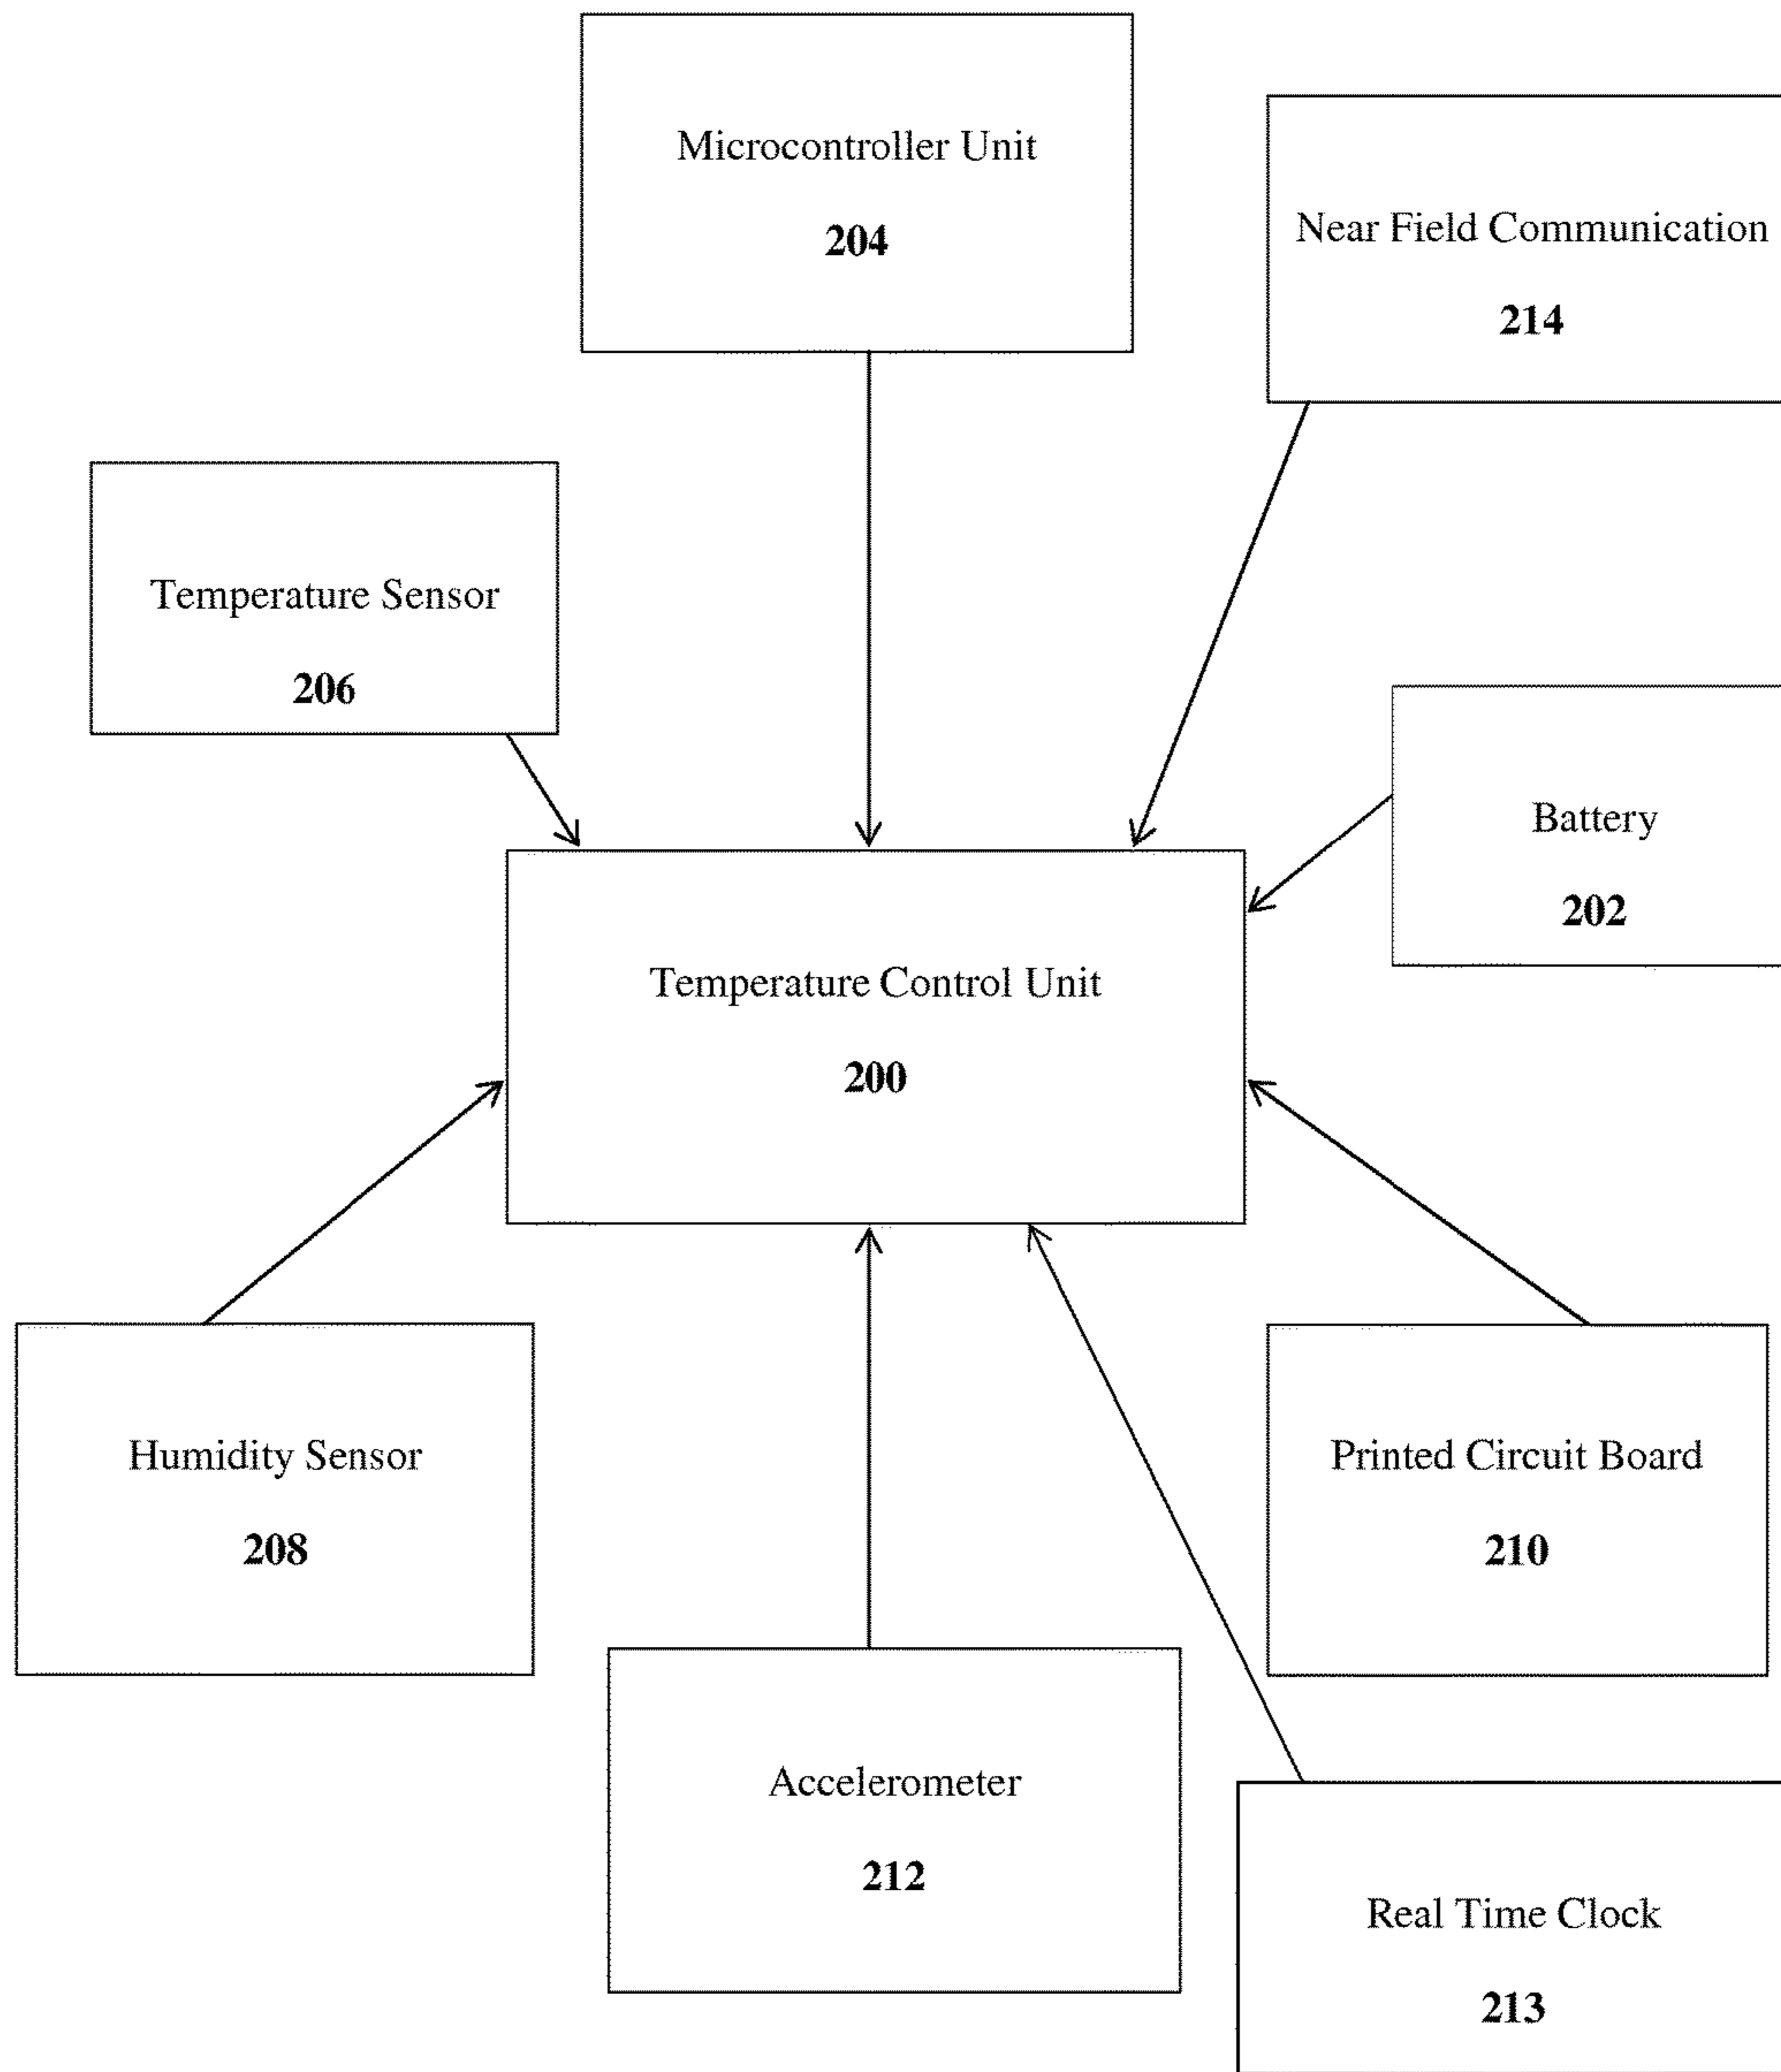 Microcontroller Unit
204
Near Field Communication
214
Temperature Sensor
206
Battery
202
Temperature Control Unit
200
Humidity Sensor
208
Printed Circuit Board
210
Accelerometer
212
Real Time Clock
213